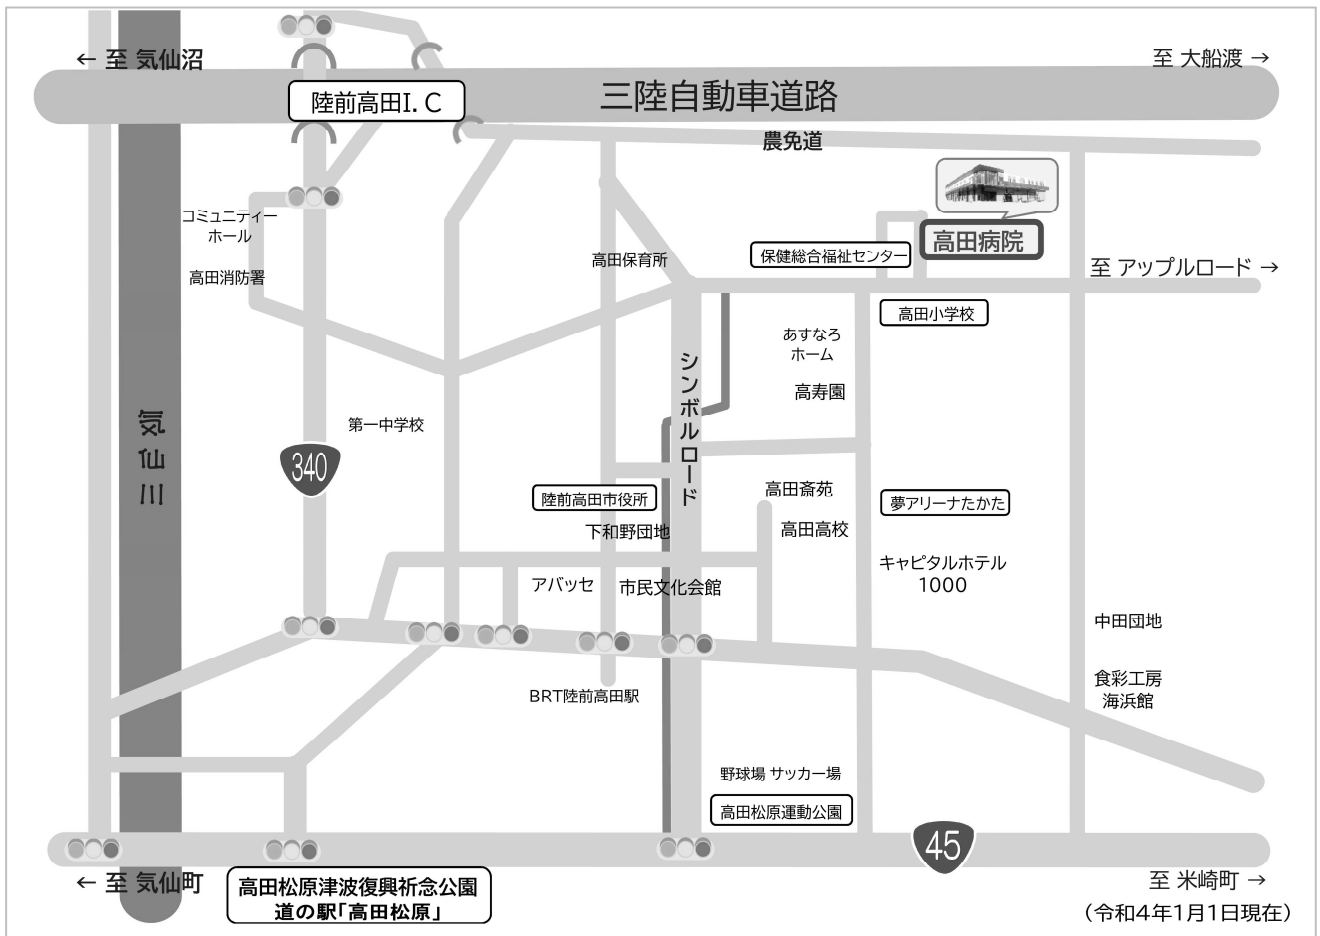 ← 至 気仙沼
至 大船渡 →
陸前高田I.C
三陸自動車道路
農免道
コミュニティー
ホール
高田消防署
高田保育所
保健総合福祉センター
高田病院
至 アップルロード →
高田小学校
あすなろ
ホーム
高寿園
シンボルロード
気仙川
第一中学校
340
陸前高田市役所
下和野団地
高田斎苑
高田高校
夢アリーナたかた
キャピタルホテル
1000
アバッセ
市民文化会館
中田団地
食彩工房
海浜館
BRT陸前高田駅
野球場 サッカー場
高田松原運動公園
45
← 至 気仙町
高田松原津波復興祈念公園
道の駅「高田松原」
至 米崎町 →
(令和4年1月1日現在)